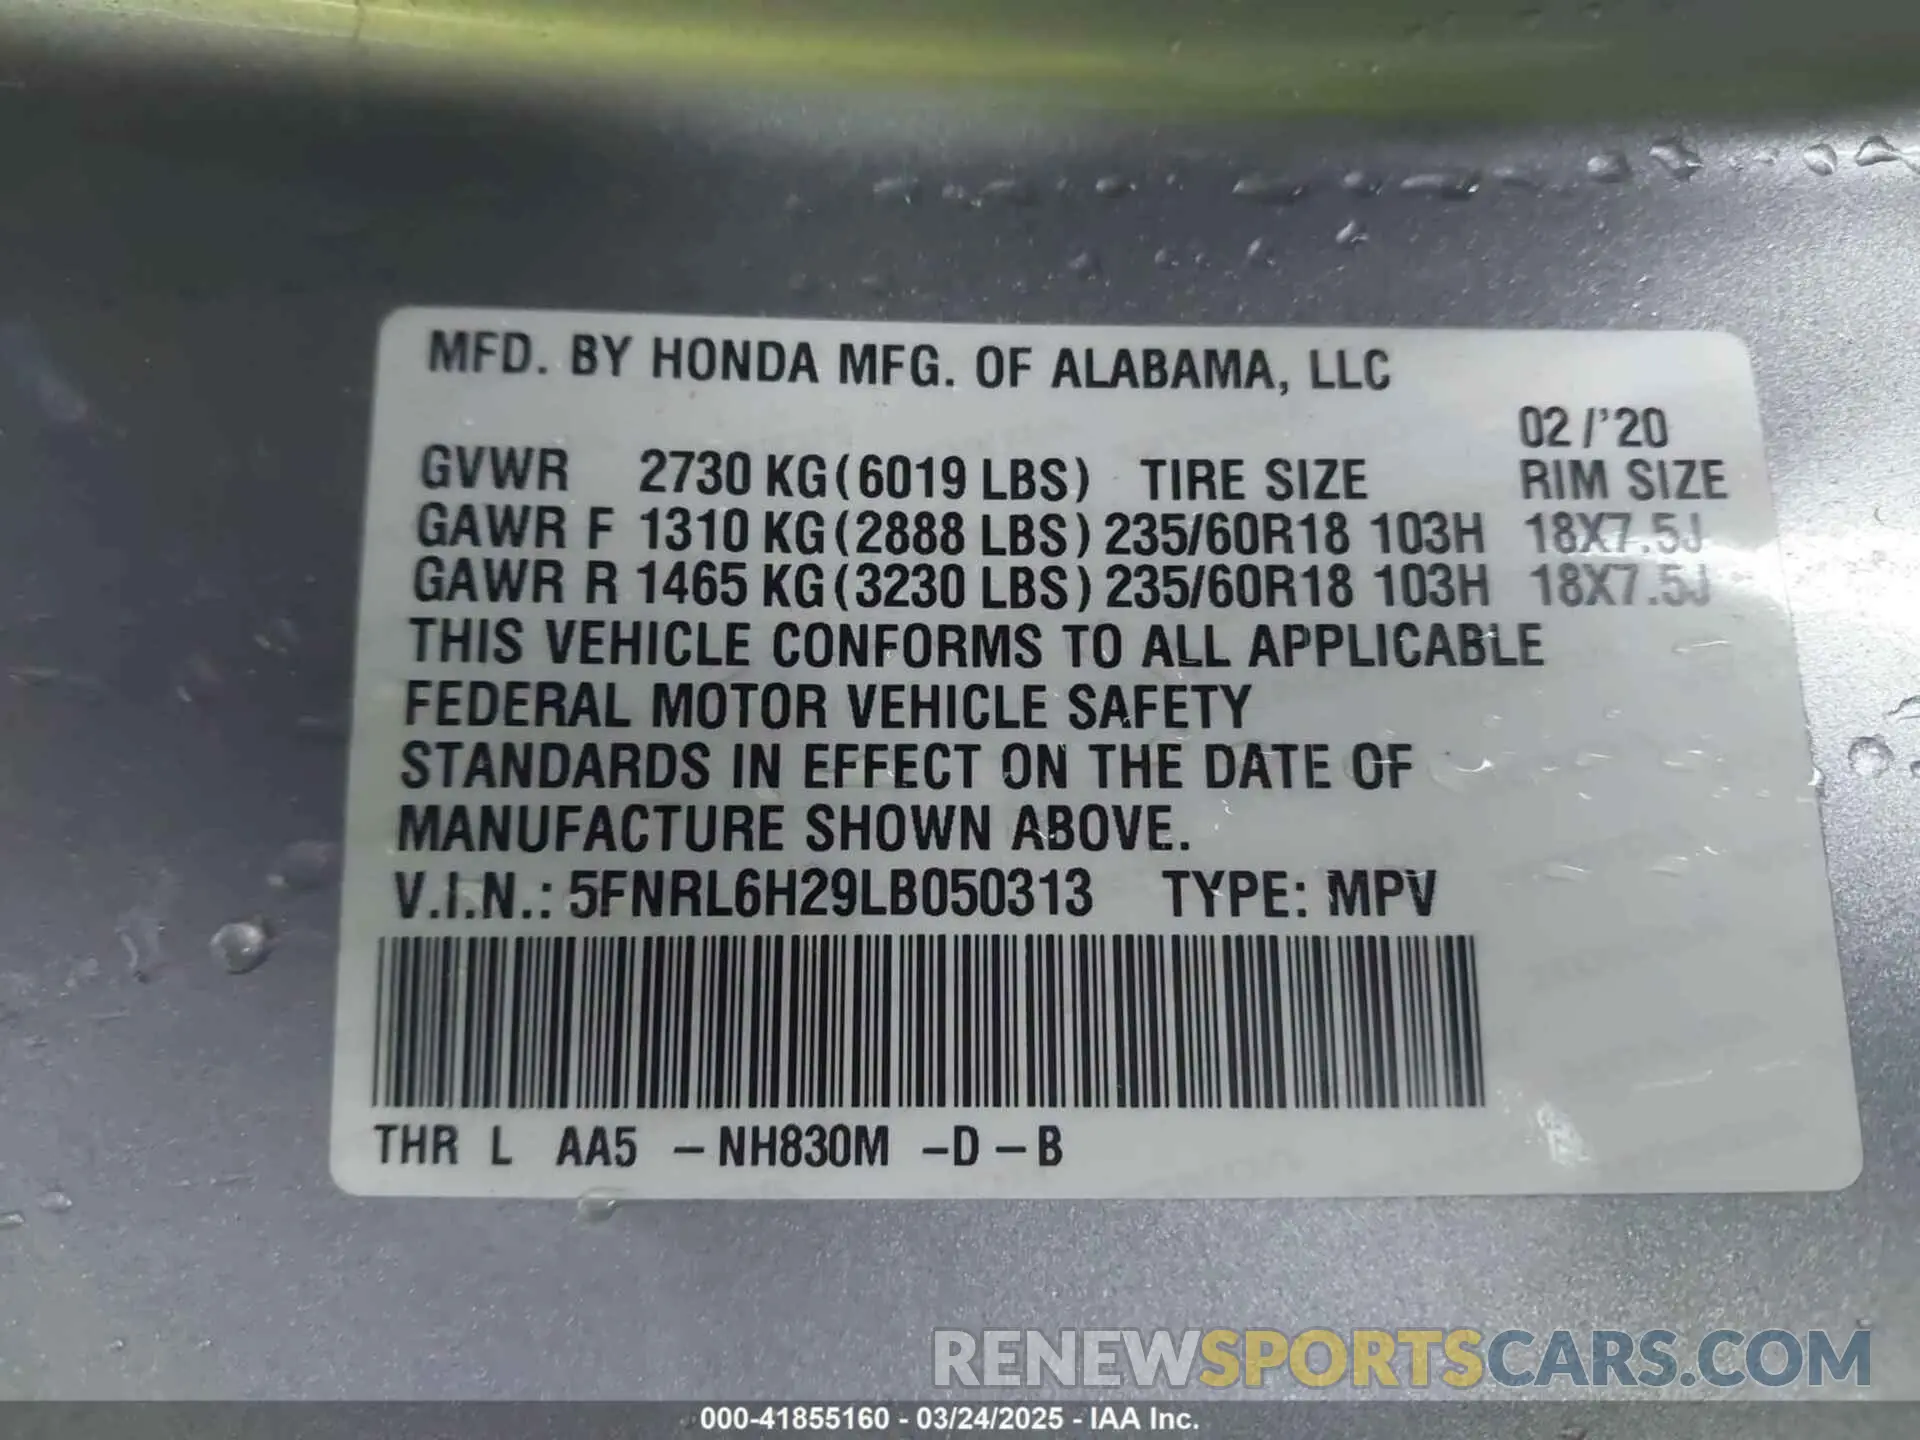 MFD. BY HONDA MFG. OF ALABAMA, LLC
02/'20
GVWR 2730 KG(6019 LBS) TIRE SIZE RIM SIZE
GAWR F 1310 KG(2888 LBS) 235/60R18 103H 18X7.5J
GAWR R 1465 KG(3230 LBS) 235/60R18 103H 18X7.5J
THIS VEHICLE CONFORMS TO ALL APPLICABLE
FEDERAL MOTOR VEHICLE SAFETY
STANDARDS IN EFFECT ON THE DATE OF
MANUFACTURE SHOWN ABOVE.
V.I.N.: 5FNRL6H29LB050313 TYPE: MPV
THR L AA5 -NH830M -D-B
RENEWSPORTSCARS.COM
000-41855160 - 03/24/2025 - IAA Inc.